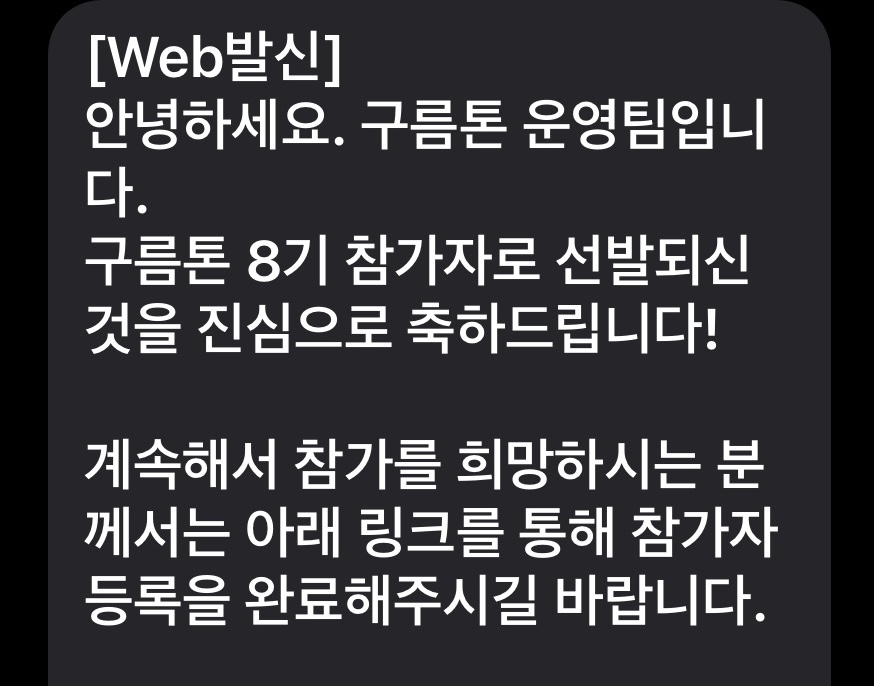 [Web발신]
안녕하세요. 구름톤 운영팀입니
다.
구름톤 8기 참가자로 선발되신
것을 진심으로 축하드립니다!
계속해서 참가를 희망하시는 분
께서는 아래 링크를 통해 참가자
등록을 완료해주시길 바랍니다.